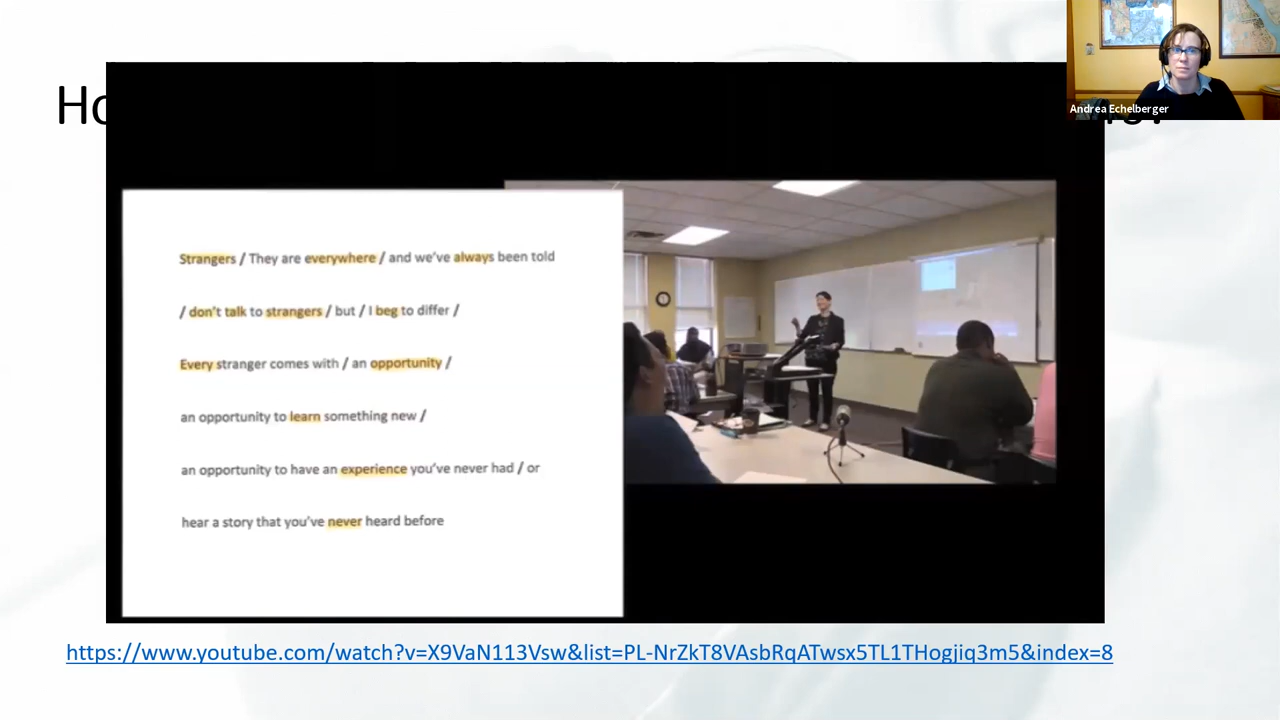 Ho
Andrea Echelberger
Strangers / They are everywhere / and we've always been told
/ don't talk to strangers / but / I beg to differ /
Every stranger comes with / an opportunity /
an opportunity to learn something new /
an opportunity to have an experience you've never had / or
hear a story that you've never heard before
https://www.youtube.com/watch?v=X9VaN113Vsw&list=PL-NrZkT8VAsbRqATwsx5TL1THogjiq3m5&index=8